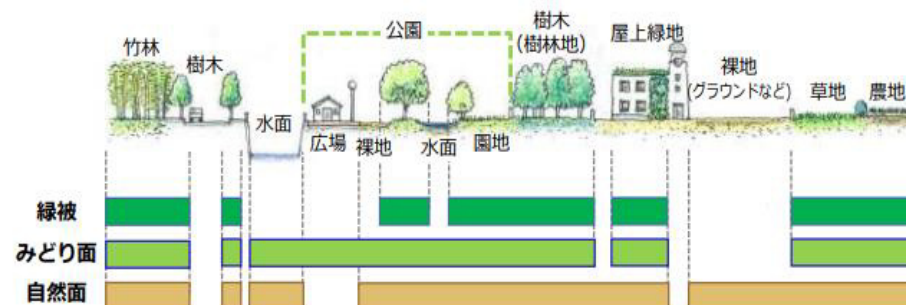 公園
竹林
樹木
樹木
(樹林地)
屋上緑地
裸地
(グラウンドなど)
草地
農地
水面
広場
裸地
水面
園地
緑被
みどり面
自然面